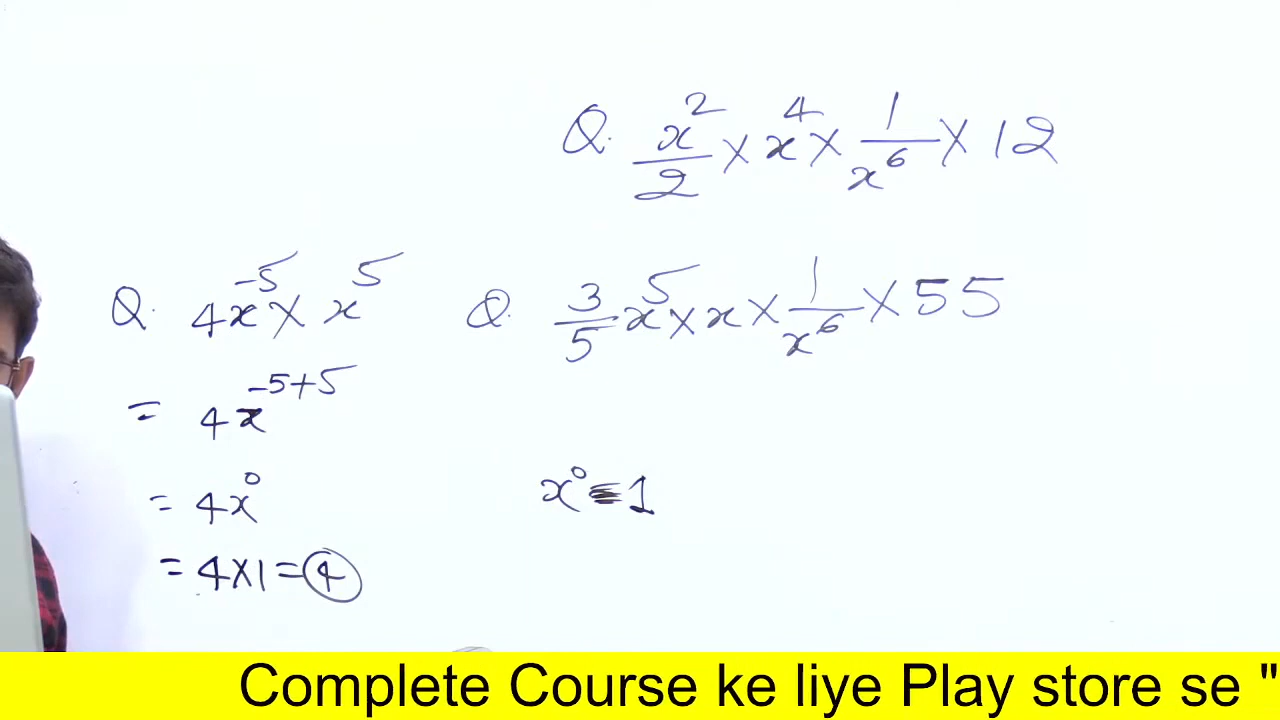 Q. x²/2 × x⁴ × 1/x⁶ × 12
Q. 4x⁻⁵ × x⁵
Q. 3/5 x⁵ × x × 1/x⁶ × 55
= 4x⁻⁵⁺⁵
= 4x⁰
x⁰ = 1
= 4×1 = 4
Complete Course ke liye Play store se "